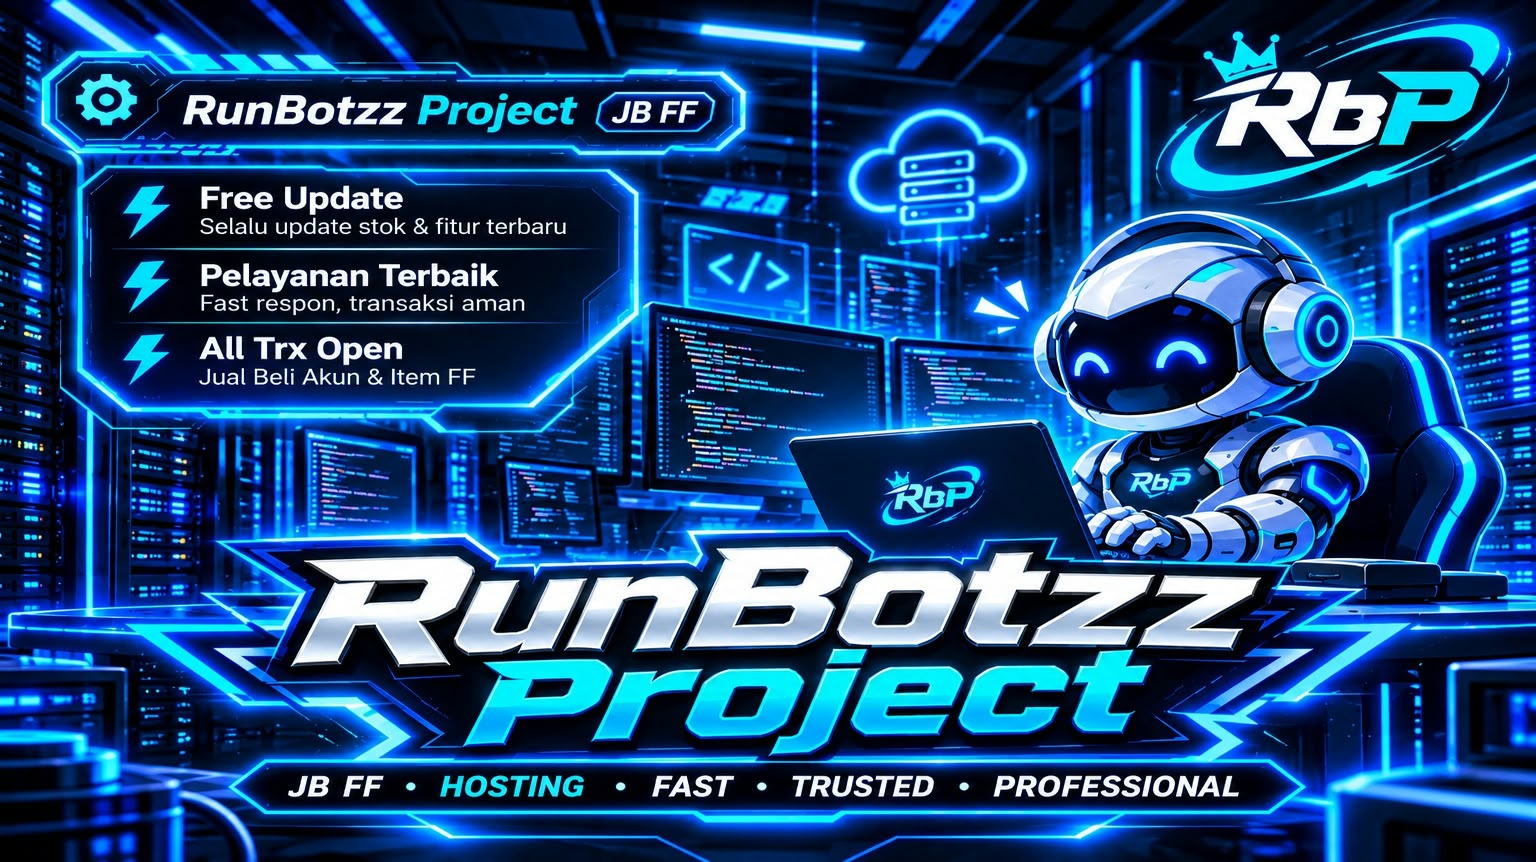 RunBotzz Project JB FF
RbP
Free Update
Selalu update stok & fitur terbaru
Pelayanan Terbaik
Fast respon, transaksi aman
All Trx Open
Jual Beli Akun & Item FF
</>
RbP
RbP
RunBotzz
Project
JB FF • HOSTING • FAST • TRUSTED • PROFESSIONAL